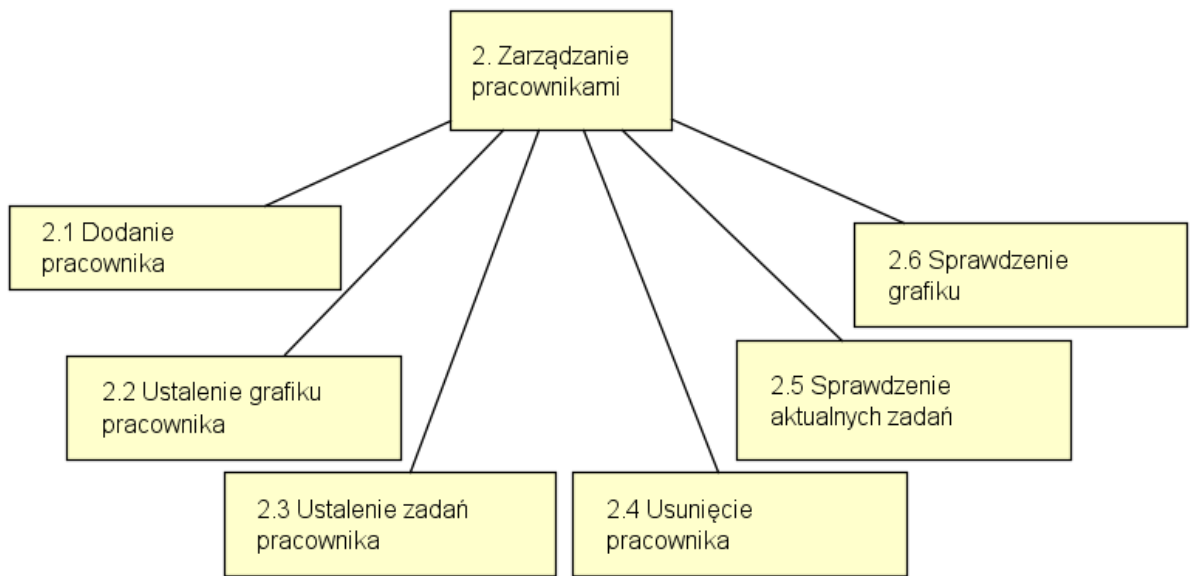 2. Zarządzanie
pracownikami
2.1 Dodanie
pracownika
2.2 Ustalenie grafiku
pracownika
2.3 Ustalenie zadań
pracownika
2.4 Usunięcie
pracownika
2.5 Sprawdzenie
aktualnych zadań
2.6 Sprawdzenie
grafiku